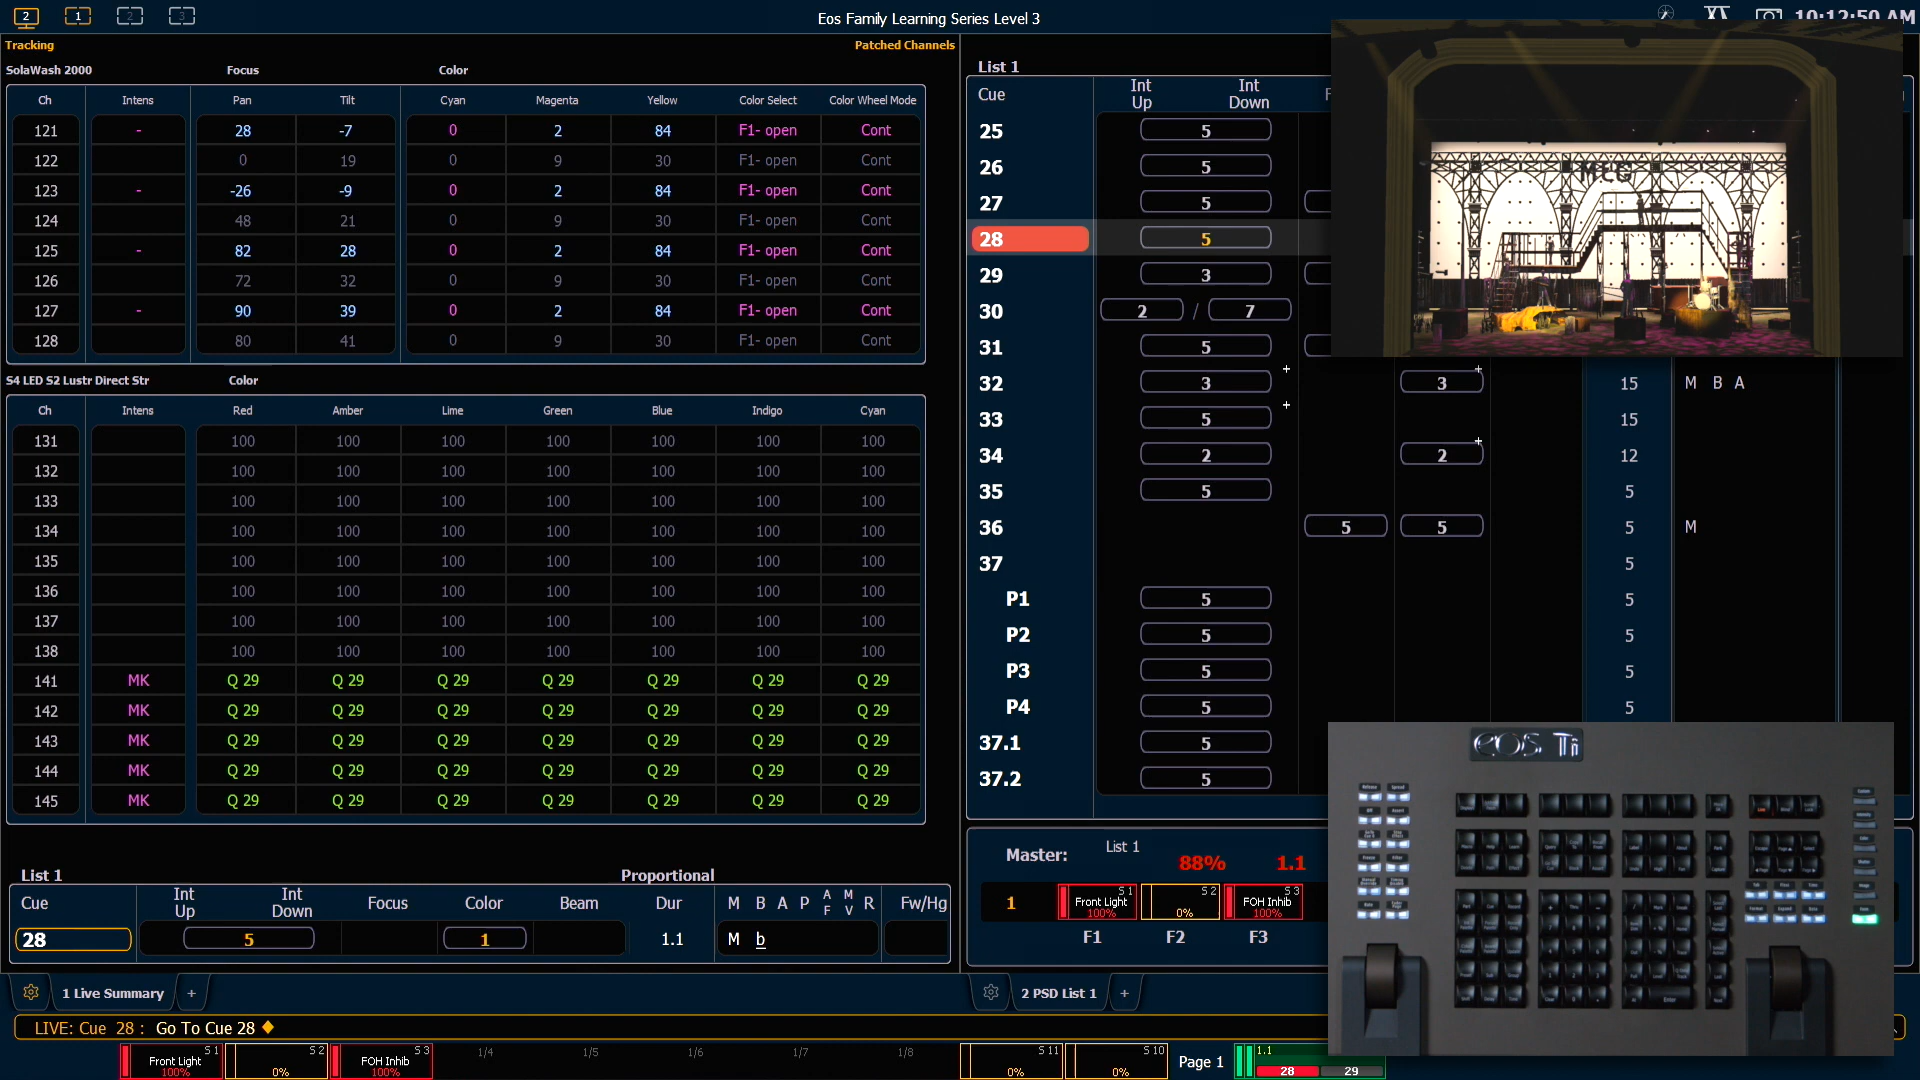 2 1 2 3
Eos Family Learning Series Level 3
10:12:50 AM
Tracking
Patched Channels
SolaWash 2000 Focus Color
Ch Intens Pan Tilt Cyan Magenta Yellow Color Select Color Wheel Mode
121 - 28 -7 0 2 84 F1- open Cont
122 0 19 0 9 30 F1- open Cont
123 - -26 -9 0 2 84 F1- open Cont
124 48 21 0 9 30 F1- open Cont
125 - 82 28 0 2 84 F1- open Cont
126 72 32 0 9 30 F1- open Cont
127 - 90 39 0 2 84 F1- open Cont
128 80 41 0 9 30 F1- open Cont
S4 LED S2 Lustr Direct Str Color
Ch Intens Red Amber Lime Green Blue Indigo Cyan
131 100 100 100 100 100 100 100
132 100 100 100 100 100 100 100
133 100 100 100 100 100 100 100
134 100 100 100 100 100 100 100
135 100 100 100 100 100 100 100
136 100 100 100 100 100 100 100
137 100 100 100 100 100 100 100
138 100 100 100 100 100 100 100
141 MK Q 29 Q 29 Q 29 Q 29 Q 29 Q 29 Q 29
142 MK Q 29 Q 29 Q 29 Q 29 Q 29 Q 29 Q 29
143 MK Q 29 Q 29 Q 29 Q 29 Q 29 Q 29 Q 29
144 MK Q 29 Q 29 Q 29 Q 29 Q 29 Q 29 Q 29
145 MK Q 29 Q 29 Q 29 Q 29 Q 29 Q 29 Q 29
List 1 Proportional
Cue Int Up Int Down Focus Color Beam Dur M B A P AF MV R Fw/Hg
28 5 1 1.1 M b
1 Live Summary +
List 1
Cue Int Up Int Down F
25 5
26 5
27 5
28 5
29 3
30 2 / 7
31 5
32 3 + 3 + 15 M B A
33 5 + 15
34 2 2 + 12
35 5 5
36 5 5 5 M
37 5
P1 5 5
P2 5 5
P3 5 5
P4 5 5
37.1 5
37.2 5
MEG
eos Ti
Master: List 1 88% 1.1
1 S 1 Front Light 100% S 2 0% S 3 FOH Inhib 100%
F1 F2 F3
2 PSD List 1 +
LIVE: Cue 28 : Go To Cue 28
S 1 Front Light 100% S 2 0% S 3 FOH Inhib 100% 1/4 1/5 1/6 1/7 1/8 S 11 0% S 10 0% Page 1 1.1 28 29